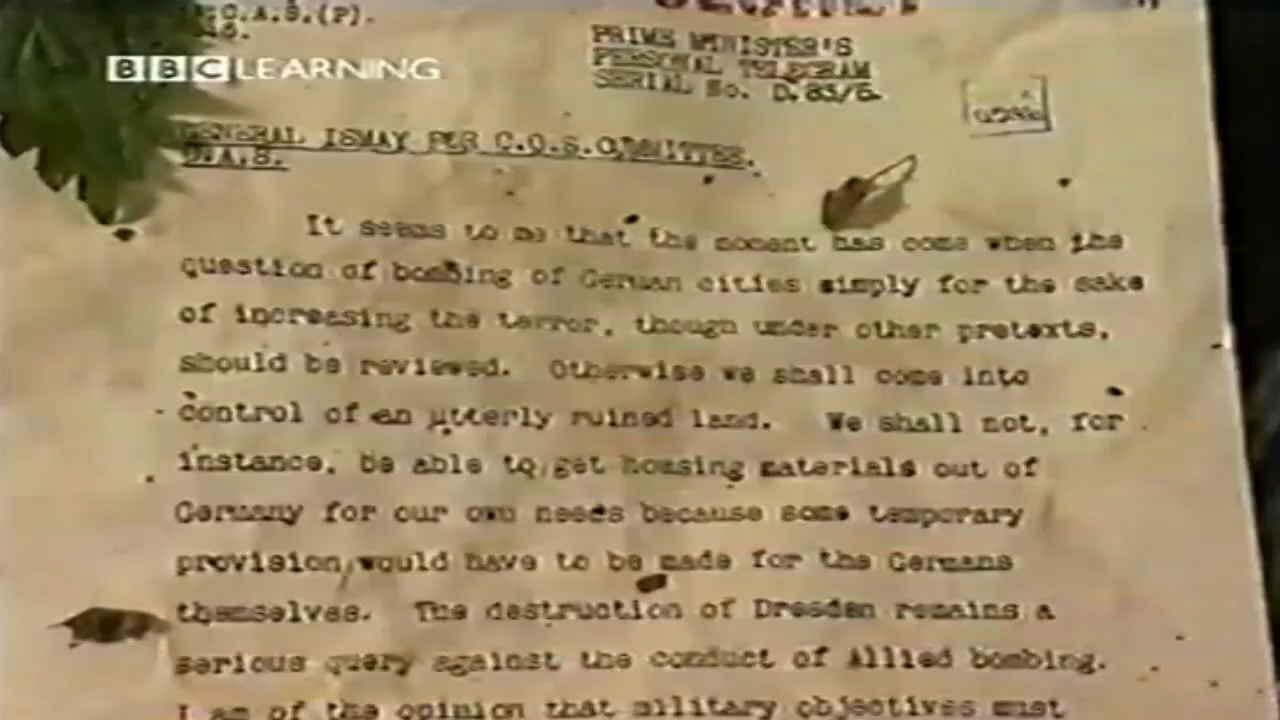 C.A.S.(P).
BBC LEARNING
PRIME MINISTER'S
PERSONAL TELEGRAM
SERIAL No. D.83/5.
GENERAL ISMAY FOR C.O.S. COMMITTEE.
C.A.S.
It seems to me that the moment has come when the
question of bombing of German cities simply for the sake
of increasing the terror, though under other pretexts,
should be reviewed. Otherwise we shall come into
control of an utterly ruined land. We shall not, for
instance, be able to get housing materials out of
Germany for our own needs because some temporary
provision would have to be made for the Germans
themselves. The destruction of Dresden remains a
serious query against the conduct of Allied bombing.
I am of the opinion that military objectives must